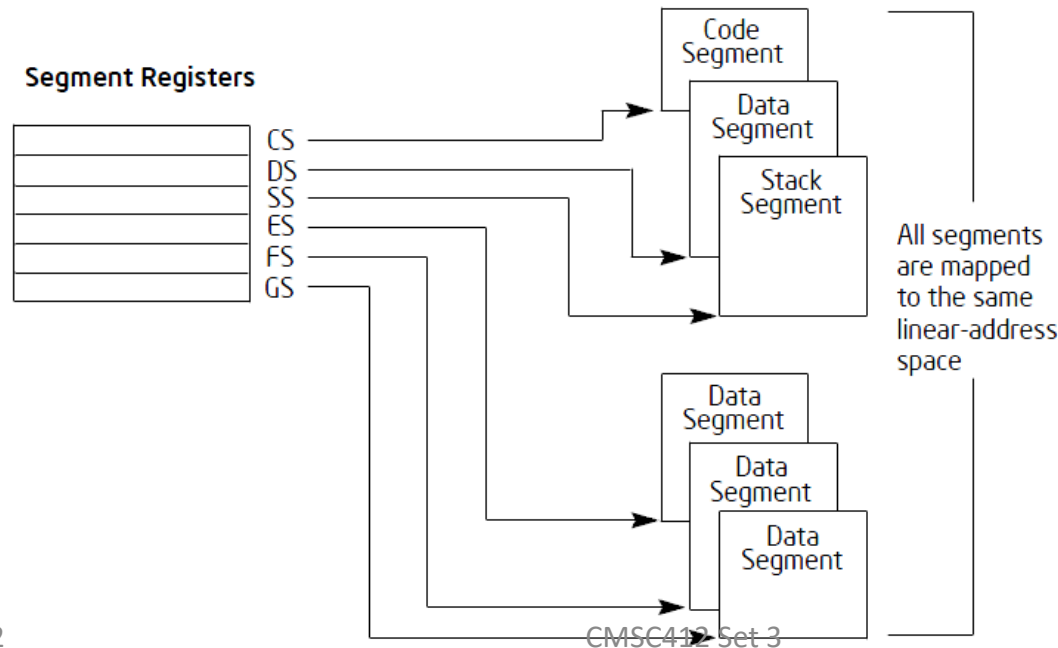 Segment Registers
CS
DS
SS
ES
FS
GS
Code
Segment
Data
Segment
Stack
Segment
Data
Segment
Data
Segment
Data
Segment
All segments
are mapped
to the same
linear-address
space
2
CMSC412 Set 3